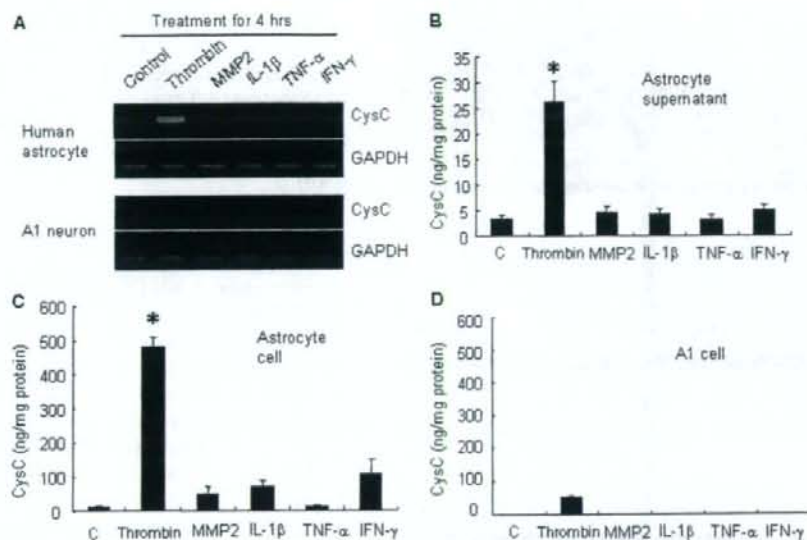 A
Treatment for 4 hrs
Control Thrombin MMP2 IL-1β TNF-α IFN-γ
Human astrocyte
CysC
GAPDH
A1 neuron
CysC
GAPDH
B
CysC (ng/mg protein)
40
35
30
25
20
15
10
5
0
Astrocyte supernatant
*
C Thrombin MMP2 IL-1β TNF-α IFN-γ
C
CysC (ng/mg protein)
600
500
400
300
200
100
0
Astrocyte cell
*
C Thrombin MMP2 IL-1β TNF-α IFN-γ
D
CysC (ng/mg protein)
600
500
400
300
200
100
0
A1 cell
C Thrombin MMP2 IL-1β TNF-α IFN-γ